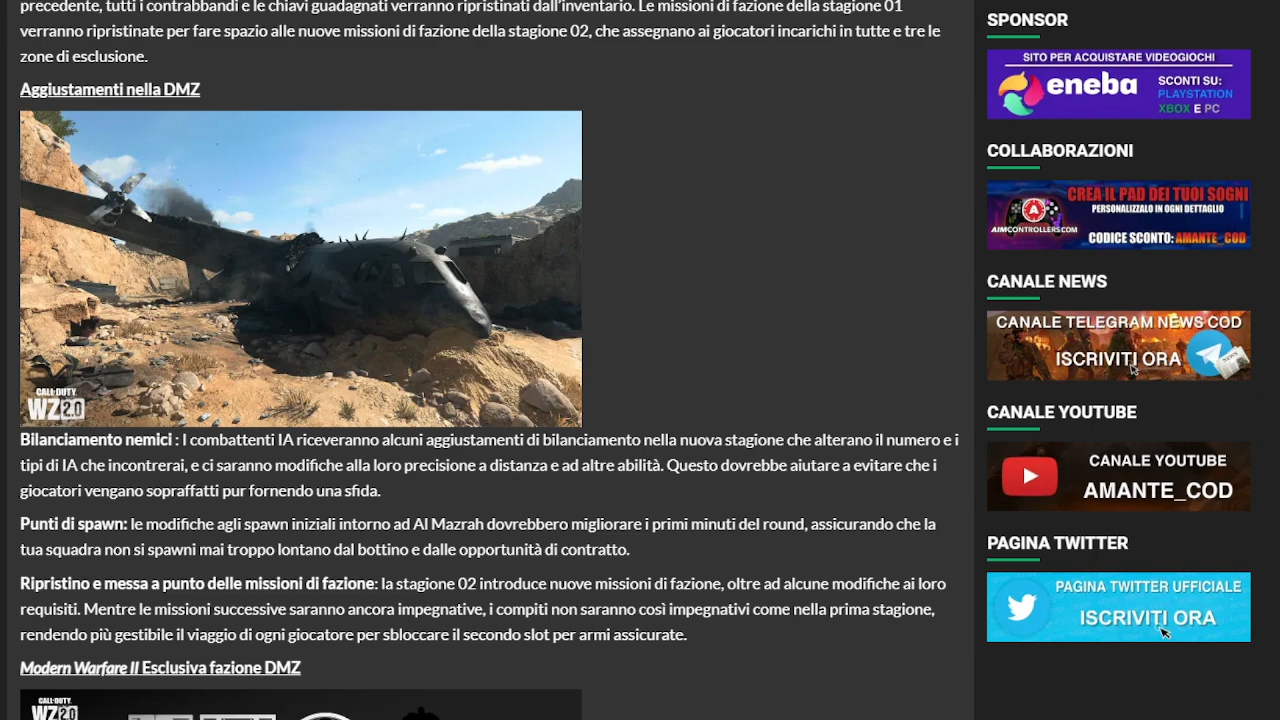 precedente, tutti i contrabbandi e le chiavi guadagnati verranno ripristinati dall'inventario. Le missioni di fazione della stagione 01
verranno ripristinate per fare spazio alle nuove missioni di fazione della stagione 02, che assegnano ai giocatori incarichi in tutte e tre le
zone di esclusione.
Aggiustamenti nella DMZ
CALL·DUTY
WZ 2.0
Bilanciamento nemici : I combattenti IA riceveranno alcuni aggiustamenti di bilanciamento nella nuova stagione che alterano il numero e i
tipi di IA che incontrerai, e ci saranno modifiche alla loro precisione a distanza e ad altre abilità. Questo dovrebbe aiutare a evitare che i
giocatori vengano sopraffatti pur fornendo una sfida.
Punti di spawn: le modifiche agli spawn iniziali intorno ad Al Mazrah dovrebbero migliorare i primi minuti del round, assicurando che la
tua squadra non si spawni mai troppo lontano dal bottino e dalle opportunità di contratto.
Ripristino e messa a punto delle missioni di fazione: la stagione 02 introduce nuove missioni di fazione, oltre ad alcune modifiche ai loro
requisiti. Mentre le missioni successive saranno ancora impegnative, i compiti non saranno così impegnativi come nella prima stagione,
rendendo più gestibile il viaggio di ogni giocatore per sbloccare il secondo slot per armi assicurate.
Modern Warfare II Esclusiva fazione DMZ
CALL·DUTY
WZ 2.0
SPONSOR
SITO PER ACQUISTARE VIDEOGIOCHI
eneba
SCONTI SU:
PLAYSTATION
XBOX E PC
COLLABORAZIONI
CREA IL PAD DEI TUOI SOGNI
PERSONALIZZALO IN OGNI DETTAGLIO
A
AIMCONTROLLERS.COM
CODICE SCONTO: AMANTE_COD
CANALE NEWS
CANALE TELEGRAM NEWS COD
ISCRIVITI ORA
NEWS
CANALE YOUTUBE
CANALE YOUTUBE
AMANTE_COD
PAGINA TWITTER
PAGINA TWITTER UFFICIALE
ISCRIVITI ORA